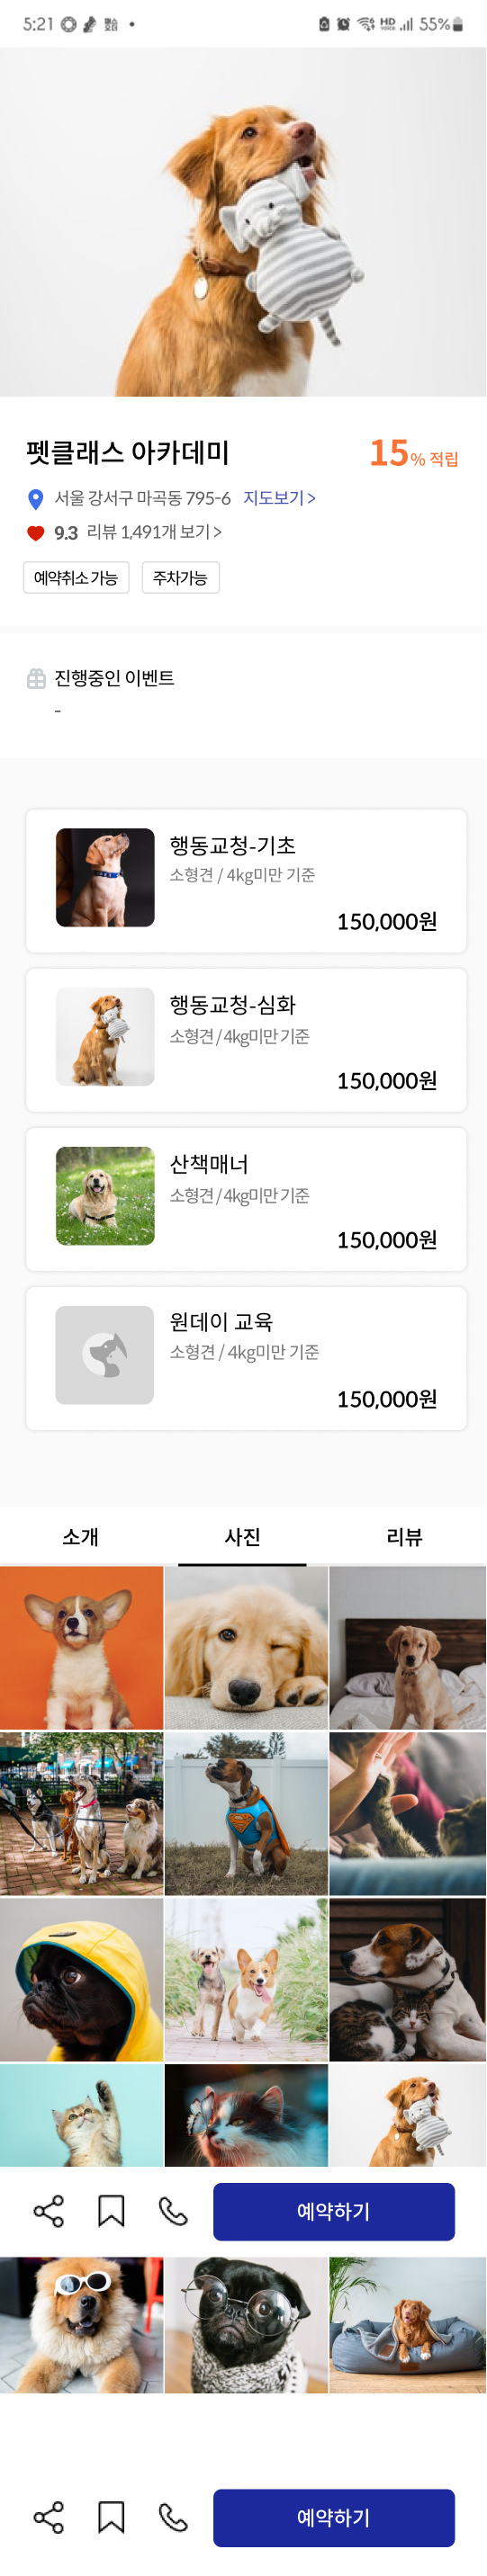 5:21
HD
VOICE
55%
펫클래스 아카데미
15% 적립
서울 강서구 마곡동 795-6 지도보기 >
9.3 리뷰 1,491개 보기 >
예약취소 가능 주차가능
진행중인 이벤트
-
행동교청-기초
소형견 / 4kg미만 기준
150,000원
행동교청-심화
소형견 / 4kg미만 기준
150,000원
산책매너
소형견 / 4kg미만 기준
150,000원
원데이 교육
소형견 / 4kg미만 기준
150,000원
소개 사진 리뷰
예약하기
예약하기